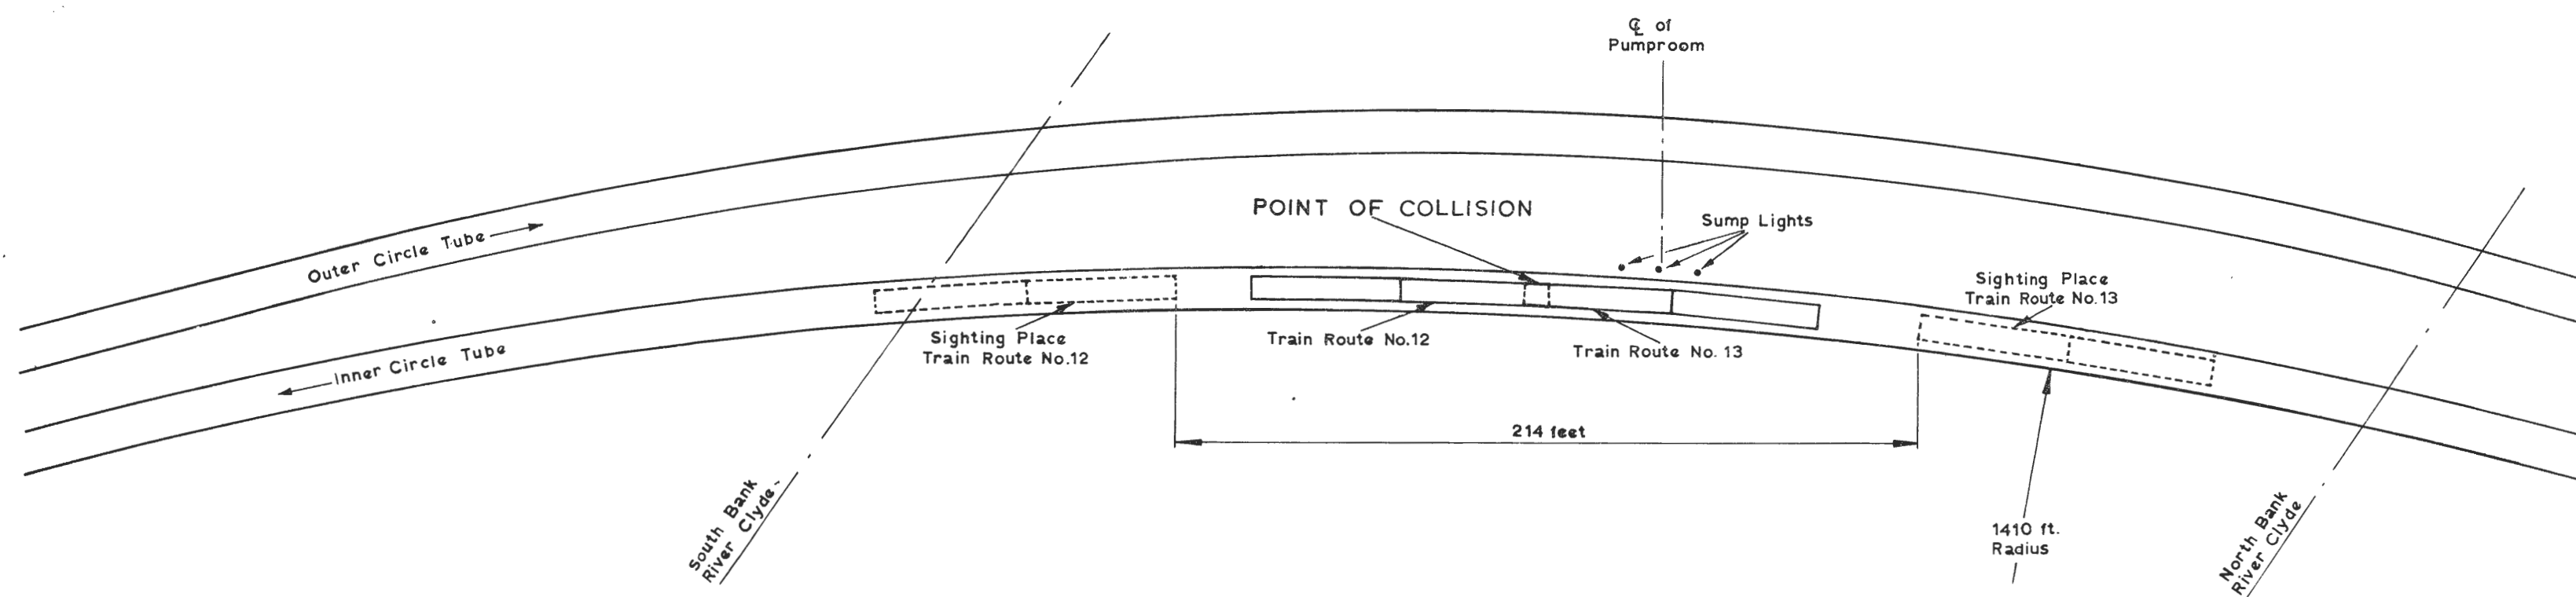 ℄ of
Pumproom
POINT OF COLLISION
Sump Lights
Outer Circle Tube
Sighting Place
Train Route No.13
Sighting Place
Train Route No.12
Train Route No.12
Train Route No. 13
Inner Circle Tube
214 feet
South Bank
River Clyde
1410 ft.
Radius
North Bank
River Clyde